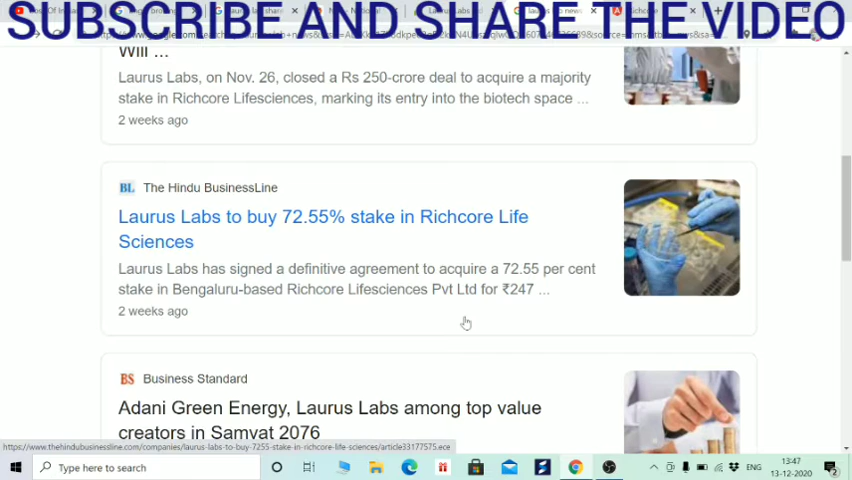 SUBSCRIBE AND SHARE THE VIDEO
Will ...
Laurus Labs, on Nov. 26, closed a Rs 250-crore deal to acquire a majority
stake in Richcore Lifesciences, marking its entry into the biotech space ...
2 weeks ago
BL The Hindu BusinessLine
Laurus Labs to buy 72.55% stake in Richcore Life
Sciences
Laurus Labs has signed a definitive agreement to acquire a 72.55 per cent
stake in Bengaluru-based Richcore Lifesciences Pvt Ltd for ₹247 ...
2 weeks ago
BS Business Standard
Adani Green Energy, Laurus Labs among top value
creators in Samvat 2076
https://www.thehindubusinessline.com/companies/laurus-labs-to-buy-7255-stake-in-richcore-life-sciences/article33177575.ece
Type here to search
ENG
13:47
13-12-2020
2